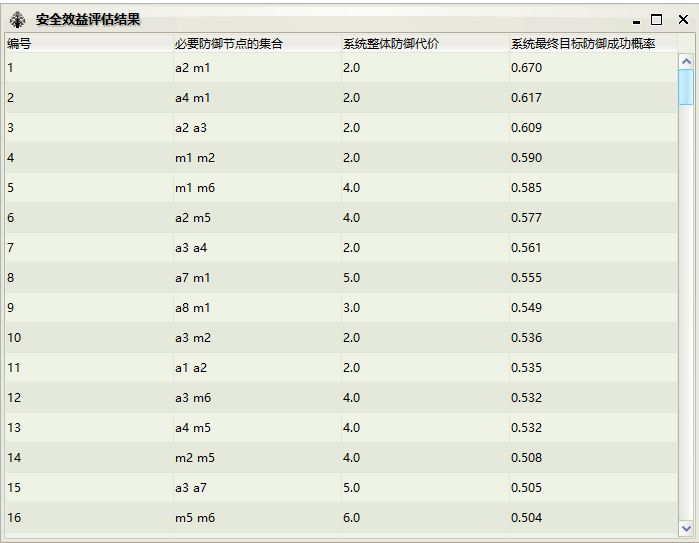 安全效益评估结果
编号 必要防御节点的集合 系统整体防御代价 系统最终目标防御成功概率
1 a2 m1 2.0 0.670
2 a4 m1 2.0 0.617
3 a2 a3 2.0 0.609
4 m1 m2 2.0 0.590
5 m1 m6 4.0 0.585
6 a2 m5 4.0 0.577
7 a3 a4 2.0 0.561
8 a7 m1 5.0 0.555
9 a8 m1 3.0 0.549
10 a3 m2 2.0 0.536
11 a1 a2 2.0 0.535
12 a3 m6 4.0 0.532
13 a4 m5 4.0 0.532
14 m2 m5 4.0 0.508
15 a3 a7 5.0 0.505
16 m5 m6 6.0 0.504